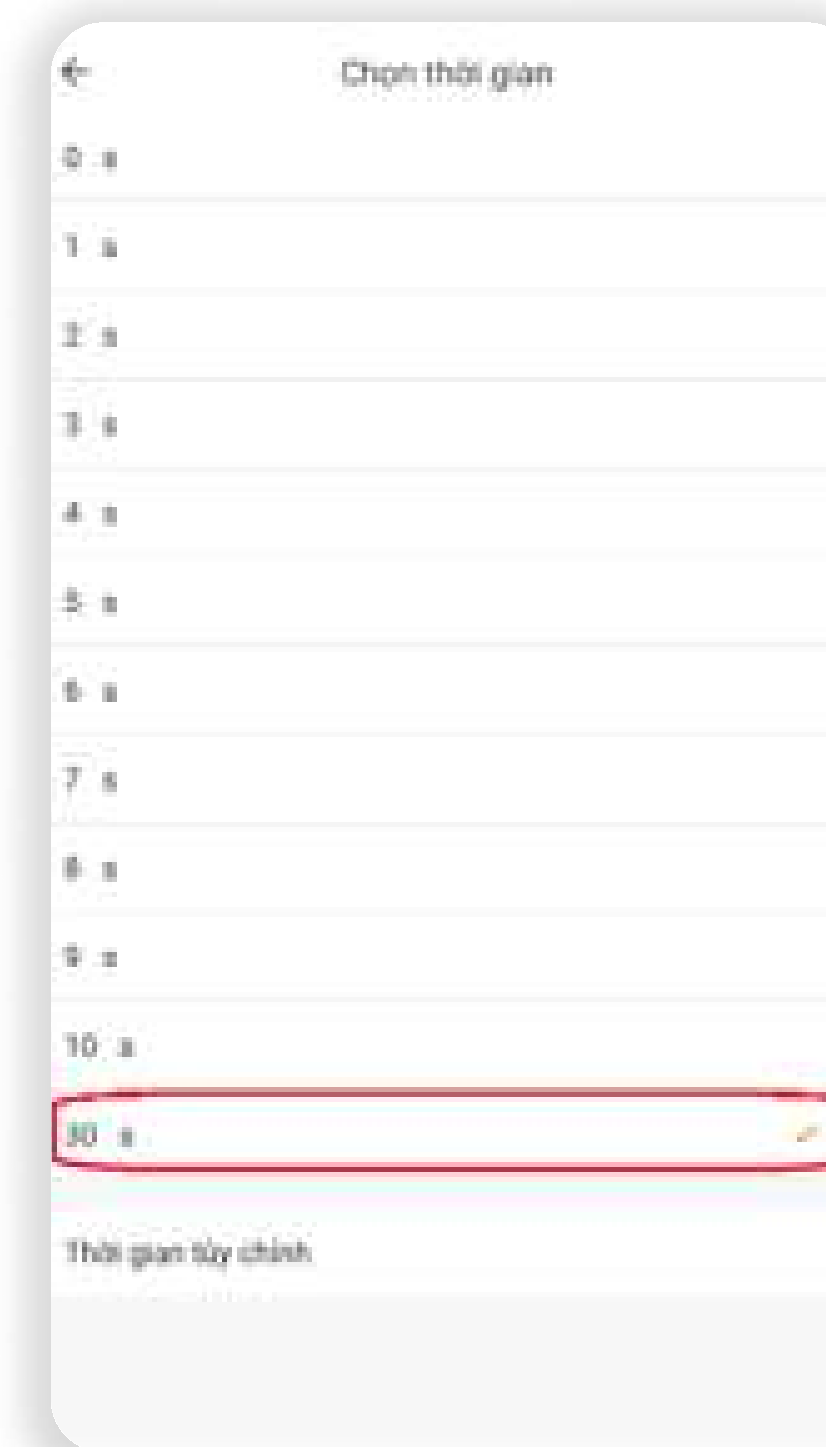 Chọn thời gian
0 s
1 s
2 s
3 s
4 s
5 s
6 s
7 s
8 s
9 s
10 s
30 s
Thời gian tùy chỉnh